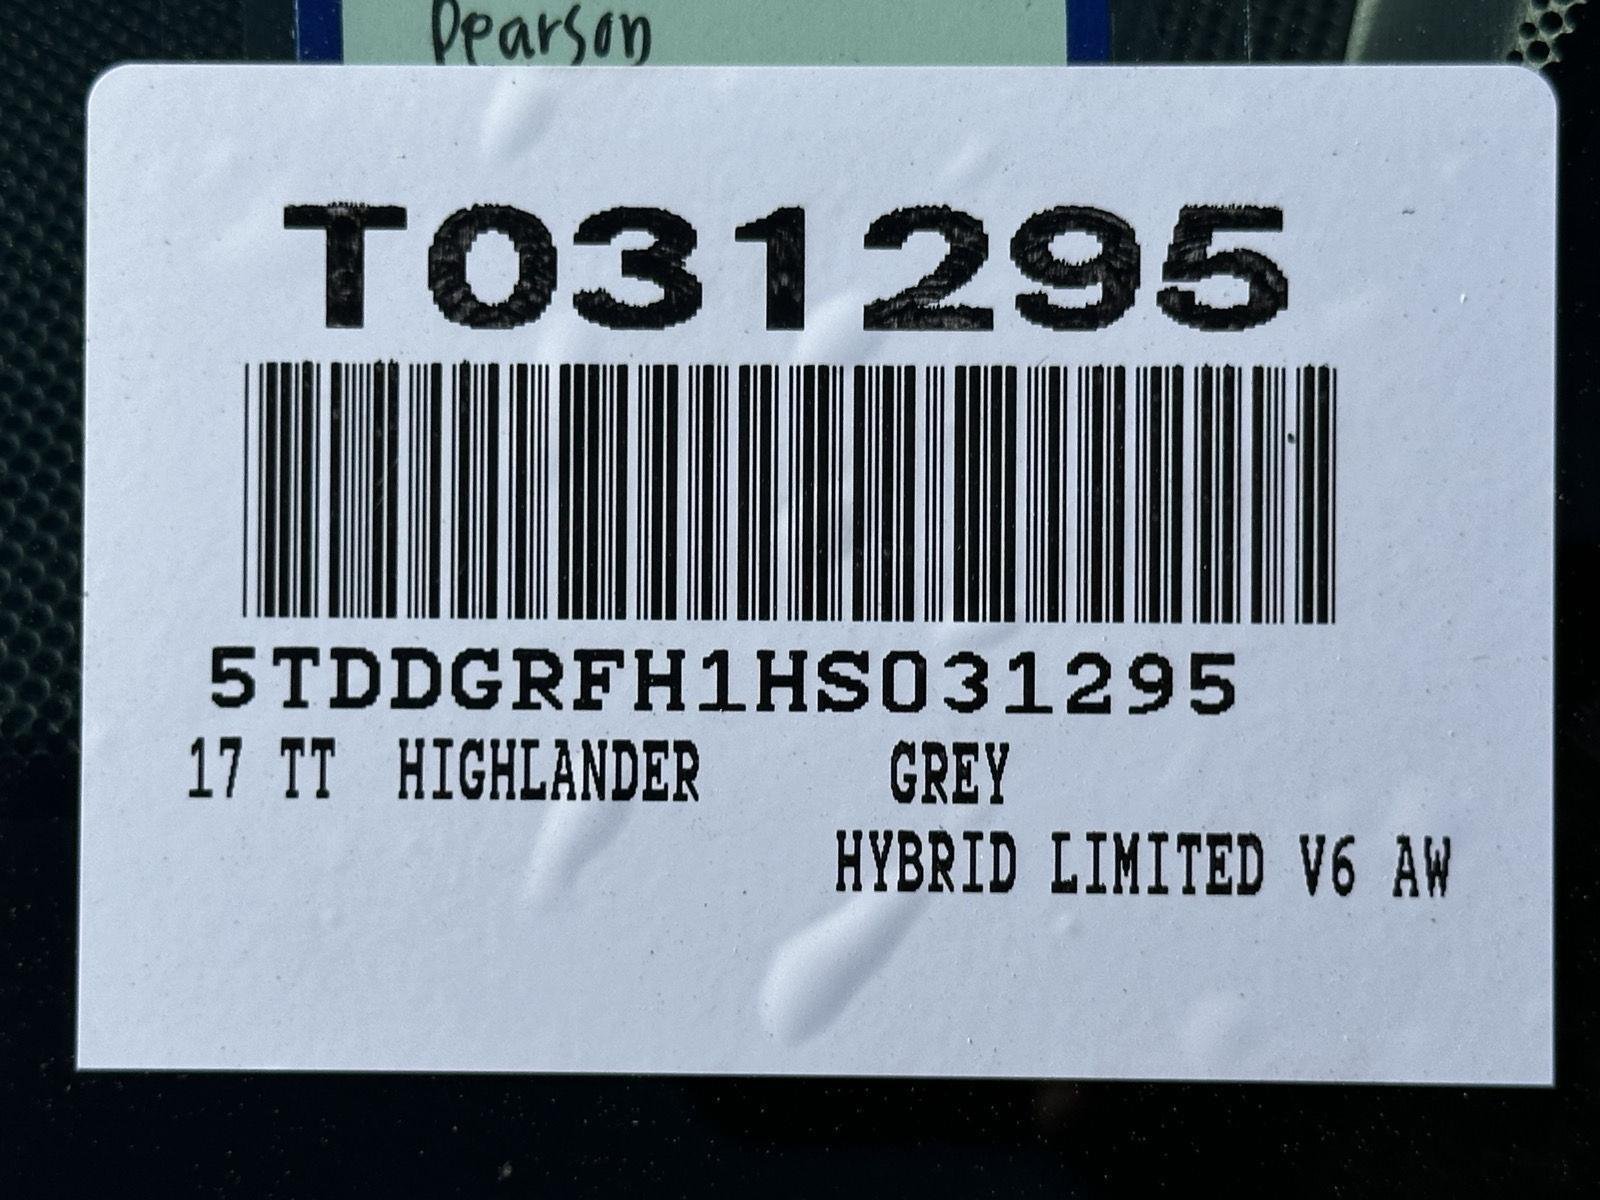 Pearson
T031295
5TDDGRFH1HS031295
17 TT HIGHLANDER GREY
HYBRID LIMITED V6 AW